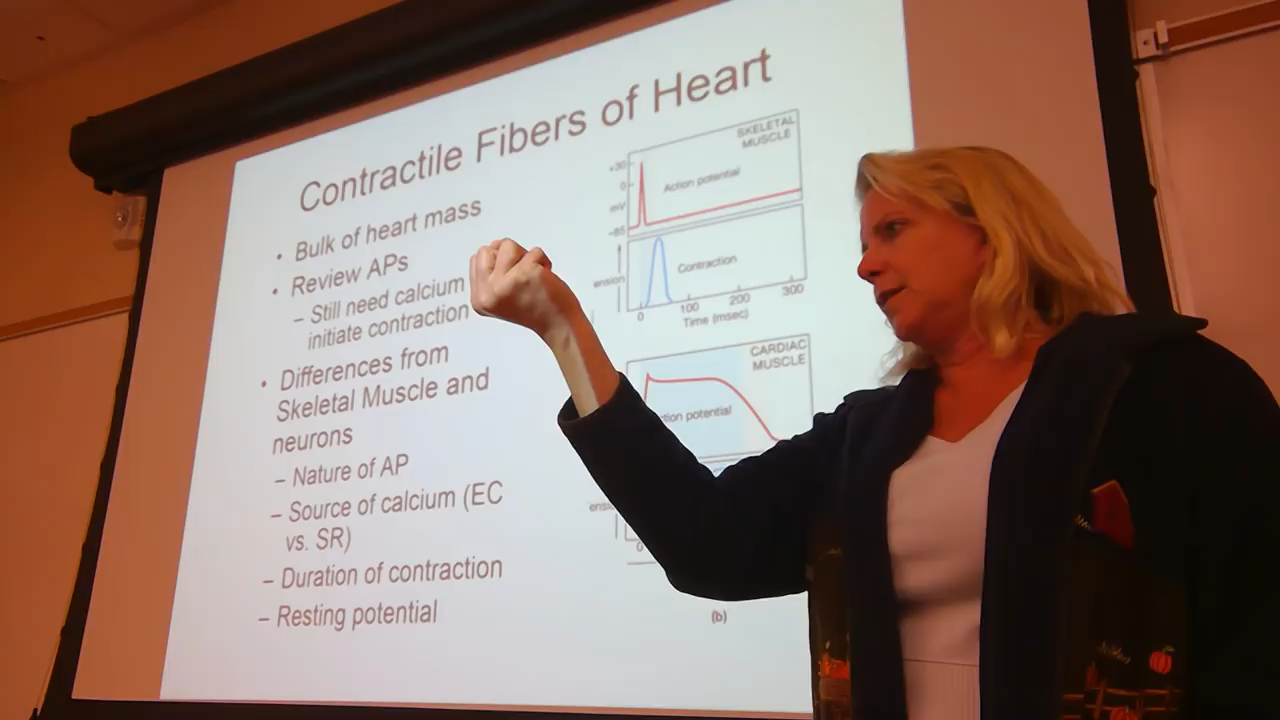 Contractile Fibers of Heart
• Bulk of heart mass
• Review APs
– Still need calcium
initiate contraction
• Differences from
Skeletal Muscle and
neurons
– Nature of AP
– Source of calcium (EC
vs. SR)
– Duration of contraction
– Resting potential
SKELETAL
MUSCLE
+30
0
mV
-85
Action potential
ension
Contraction
0 100 200 300
Time (msec)
CARDIAC
MUSCLE
tion potential
ensi
0
(b)